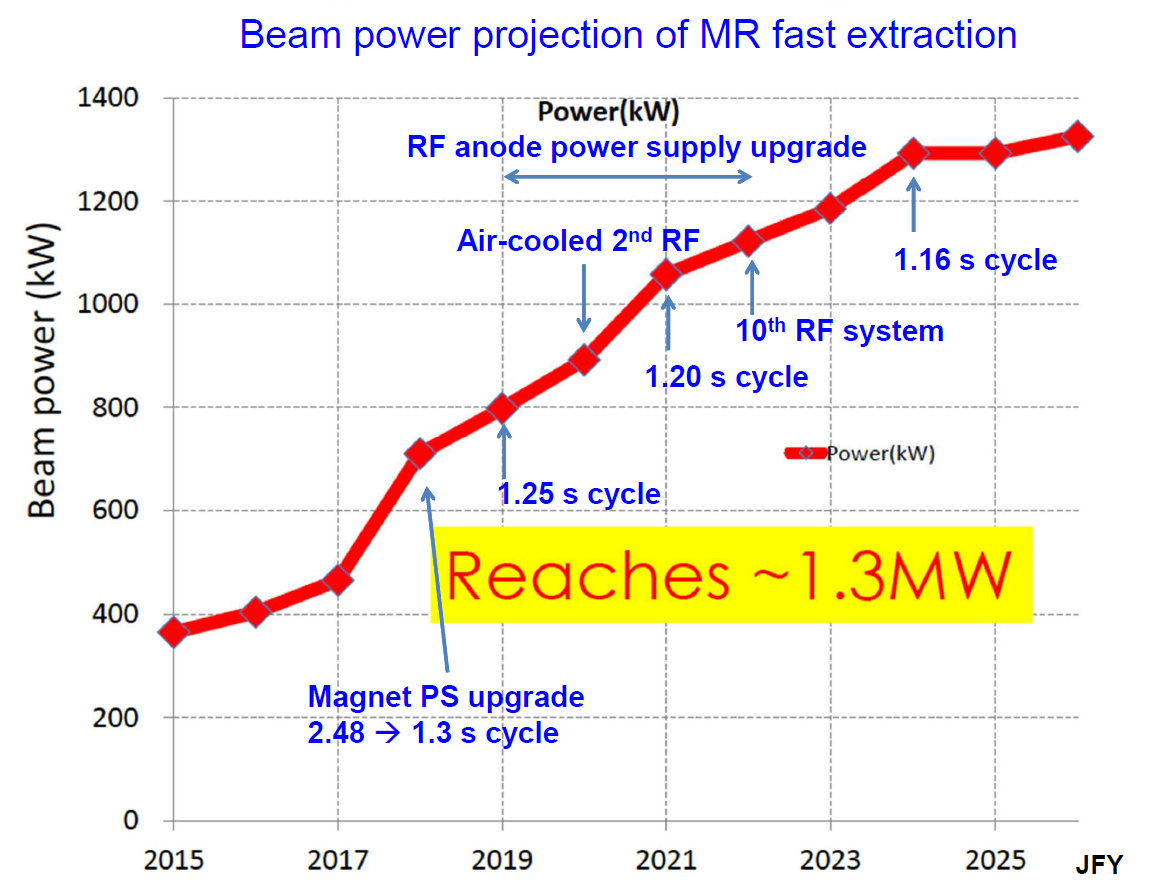 Beam power projection of MR fast extraction
1400
Power(kW)
RF anode power supply upgrade
1200
Air-cooled 2nd RF
1.16 s cycle
1000
10th RF system
1.20 s cycle
800
Power(kW)
1.25 s cycle
600
Reaches ~1.3MW
400
Magnet PS upgrade
200
2.48 → 1.3 s cycle
0
Beam power (kW)
2015 2017 2019 2021 2023 2025 JFY